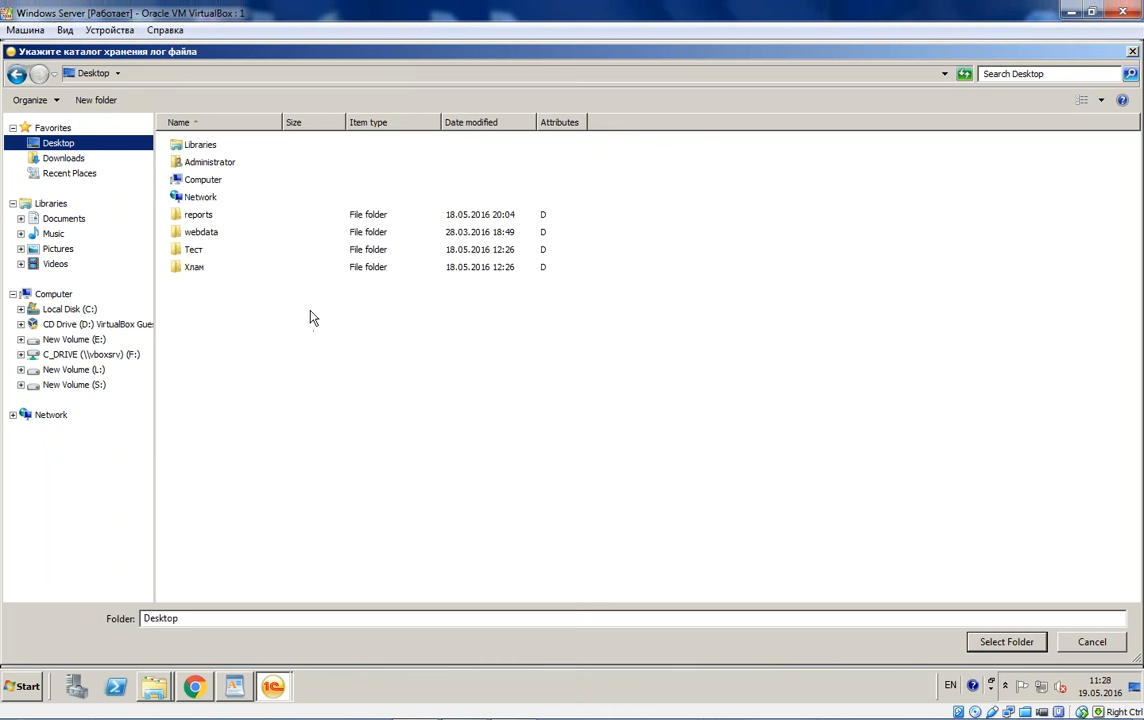 Windows Server [Работает] - Oracle VM VirtualBox : 1
Машина Вид Устройства Справка
Укажите каталог хранения лог файла
Desktop Search Desktop
Organize New folder
Name Size Item type Date modified Attributes
Favorites
Desktop
Downloads
Recent Places
Libraries
Documents
Music
Pictures
Videos
Computer
Local Disk (C:)
CD Drive (D:) VirtualBox Gues
New Volume (E:)
C_DRIVE (\\vboxsrv) (F:)
New Volume (L:)
New Volume (S:)
Network
Libraries
Administrator
Computer
Network
reports File folder 18.05.2016 20:04 D
webdata File folder 28.03.2016 18:49 D
Тест File folder 18.05.2016 12:26 D
Хлам File folder 18.05.2016 12:26 D
Folder: Desktop
Select Folder Cancel
Start 1C EN 11:28
19.05.2016
Right Ctrl